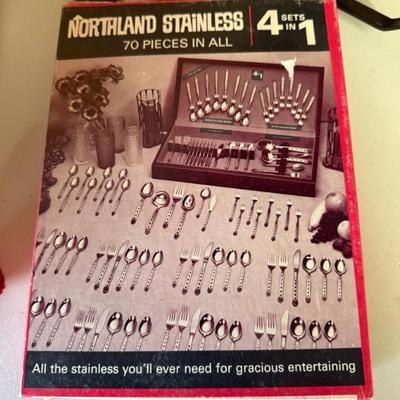 NORTHLAND STAINLESS
70 PIECES IN ALL
4 SETS IN 1
All the stainless you'll ever need for gracious entertaining